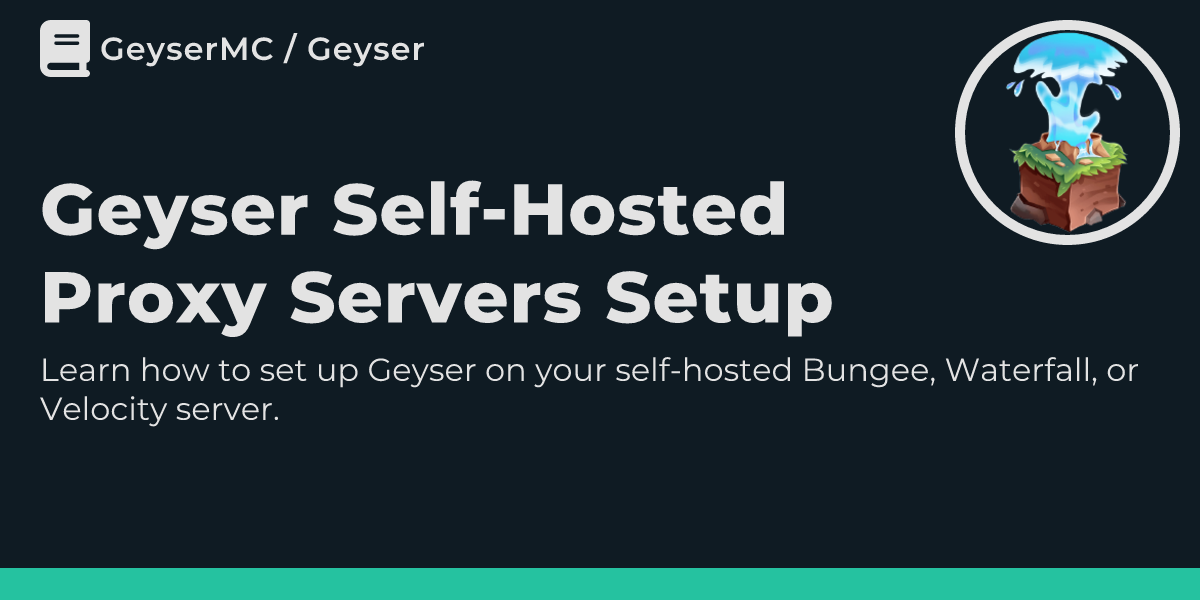 GeyserMC / Geyser
Geyser Self-Hosted
Proxy Servers Setup
Learn how to set up Geyser on your self-hosted Bungee, Waterfall, or
Velocity server.